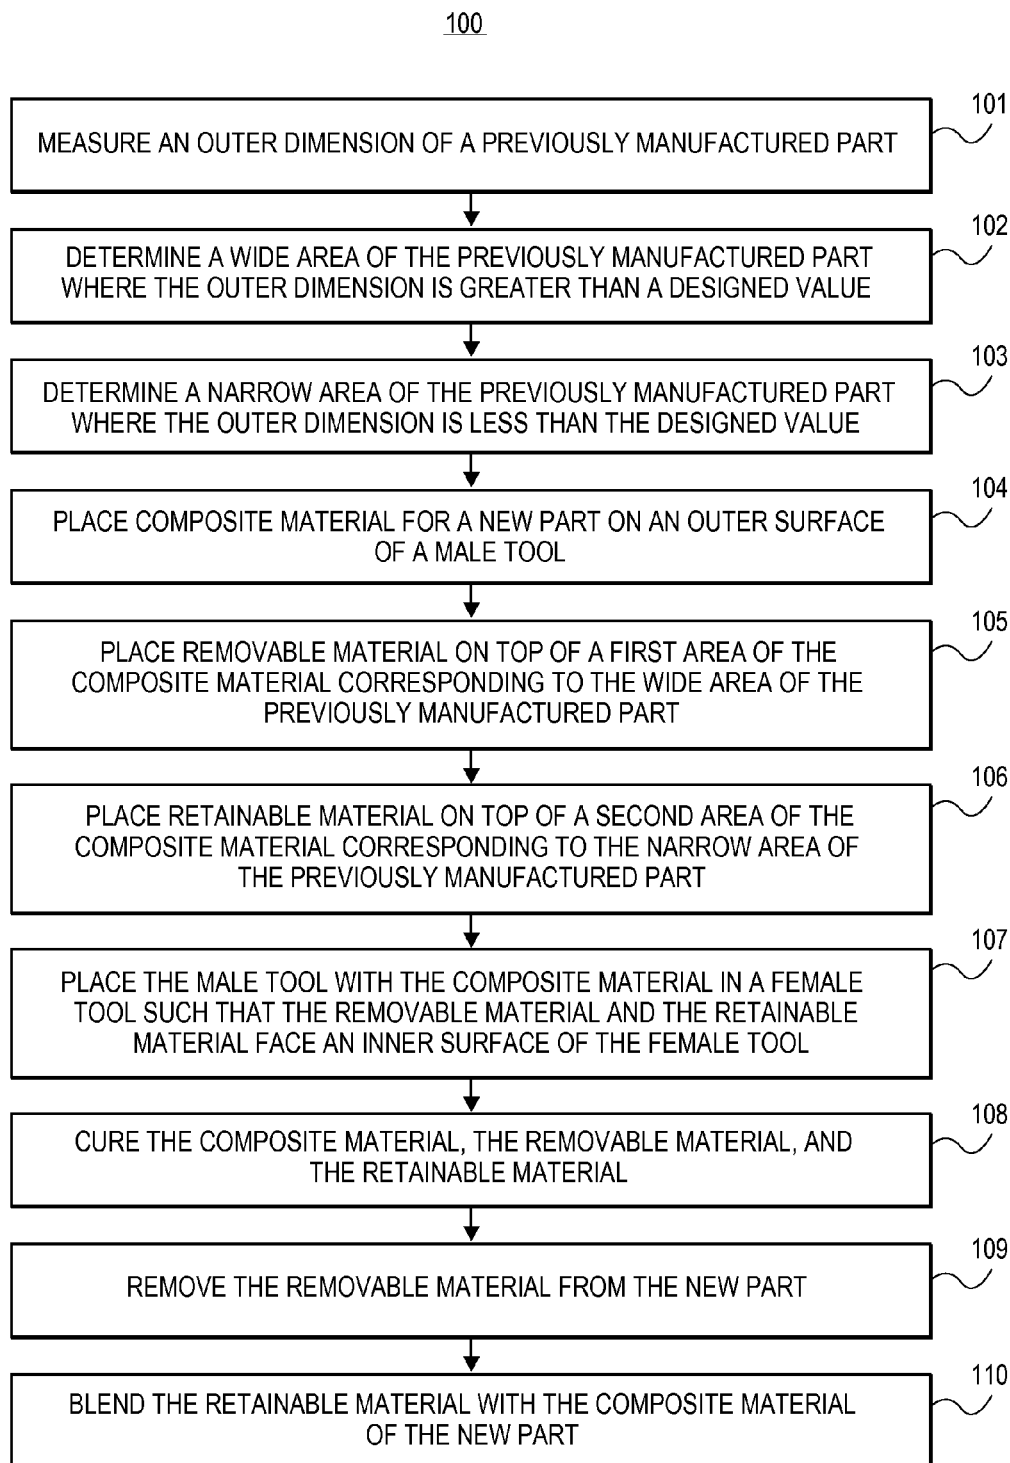 100
101
MEASURE AN OUTER DIMENSION OF A PREVIOUSLY MANUFACTURED PART
102
DETERMINE A WIDE AREA OF THE PREVIOUSLY MANUFACTURED PART
WHERE THE OUTER DIMENSION IS GREATER THAN A DESIGNED VALUE
103
DETERMINE A NARROW AREA OF THE PREVIOUSLY MANUFACTURED PART
WHERE THE OUTER DIMENSION IS LESS THAN THE DESIGNED VALUE
104
PLACE COMPOSITE MATERIAL FOR A NEW PART ON AN OUTER SURFACE
OF A MALE TOOL
105
PLACE REMOVABLE MATERIAL ON TOP OF A FIRST AREA OF THE
COMPOSITE MATERIAL CORRESPONDING TO THE WIDE AREA OF THE
PREVIOUSLY MANUFACTURED PART
106
PLACE RETAINABLE MATERIAL ON TOP OF A SECOND AREA OF THE
COMPOSITE MATERIAL CORRESPONDING TO THE NARROW AREA OF
THE PREVIOUSLY MANUFACTURED PART
107
PLACE THE MALE TOOL WITH THE COMPOSITE MATERIAL IN A FEMALE
TOOL SUCH THAT THE REMOVABLE MATERIAL AND THE RETAINABLE
MATERIAL FACE AN INNER SURFACE OF THE FEMALE TOOL
108
CURE THE COMPOSITE MATERIAL, THE REMOVABLE MATERIAL, AND
THE RETAINABLE MATERIAL
109
REMOVE THE REMOVABLE MATERIAL FROM THE NEW PART
110
BLEND THE RETAINABLE MATERIAL WITH THE COMPOSITE MATERIAL
OF THE NEW PART